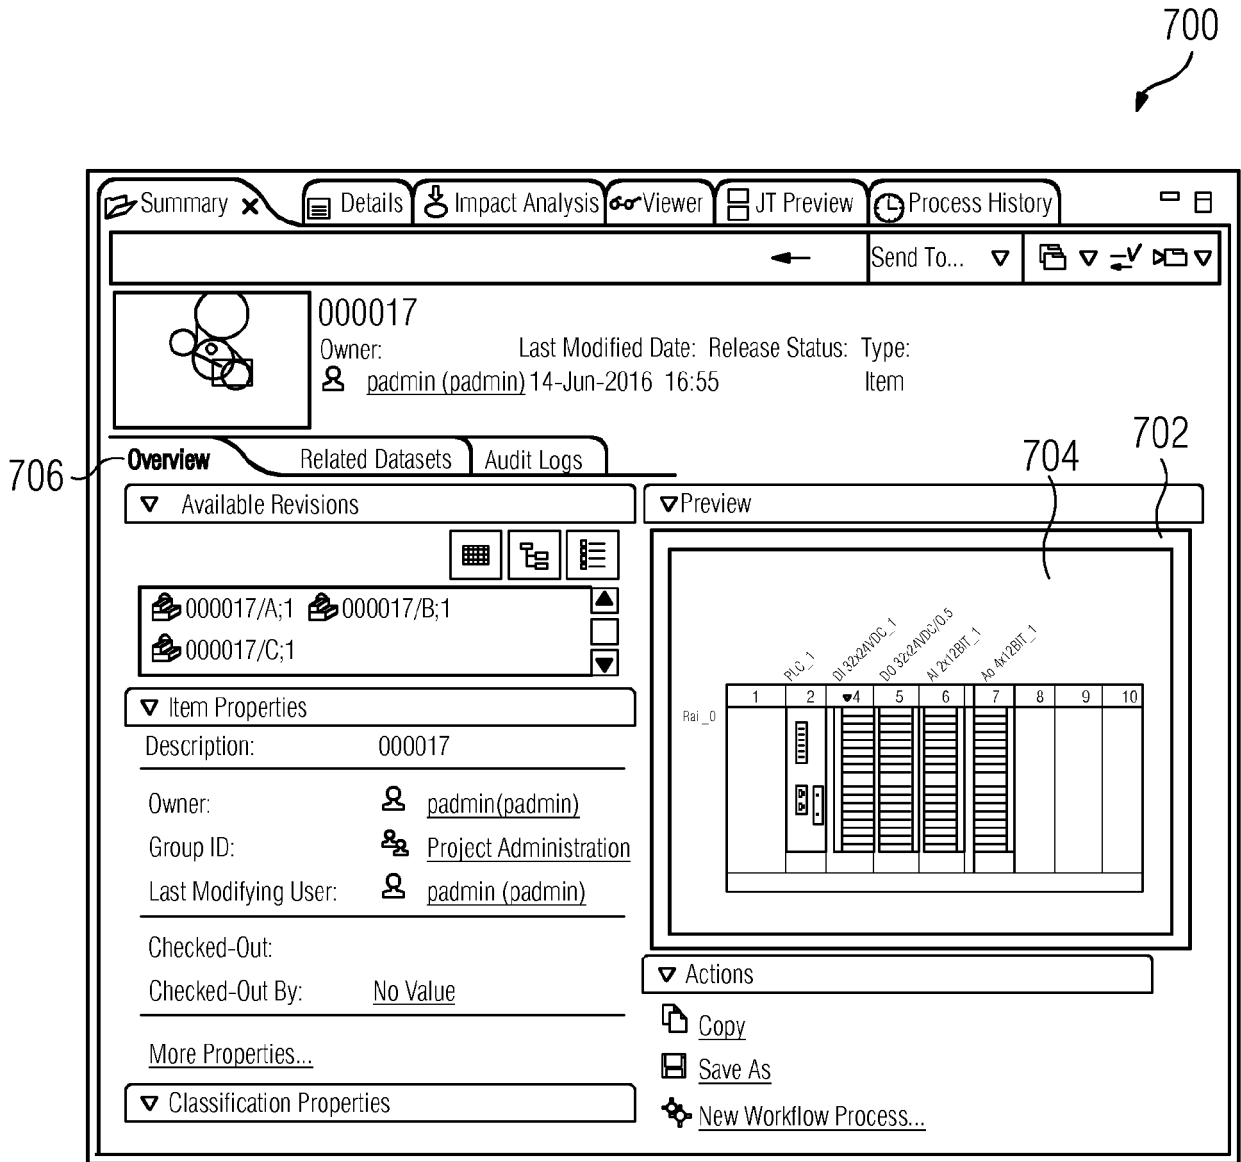 700
Summary Details Impact Analysis Viewer JT Preview Process History
Send To...
000017
Owner: Last Modified Date: Release Status: Type:
padmin (padmin) 14-Jun-2016 16:55 Item
706 Overview Related Datasets Audit Logs
704 702
Available Revisions
Preview
000017/A;1 000017/B;1
000017/C;1
PLC_1 DI 32x24VDC_1 DO 32x24VDC/0.5 AI 2x12BIT_1 Ao 4x12BIT_1
1 2 4 5 6 7 8 9 10
Rai_0
Item Properties
Description: 000017
Owner: padmin(padmin)
Group ID: Project Administration
Last Modifying User: padmin (padmin)
Checked-Out:
Checked-Out By: No Value
More Properties...
Classification Properties
Actions
Copy
Save As
New Workflow Process...